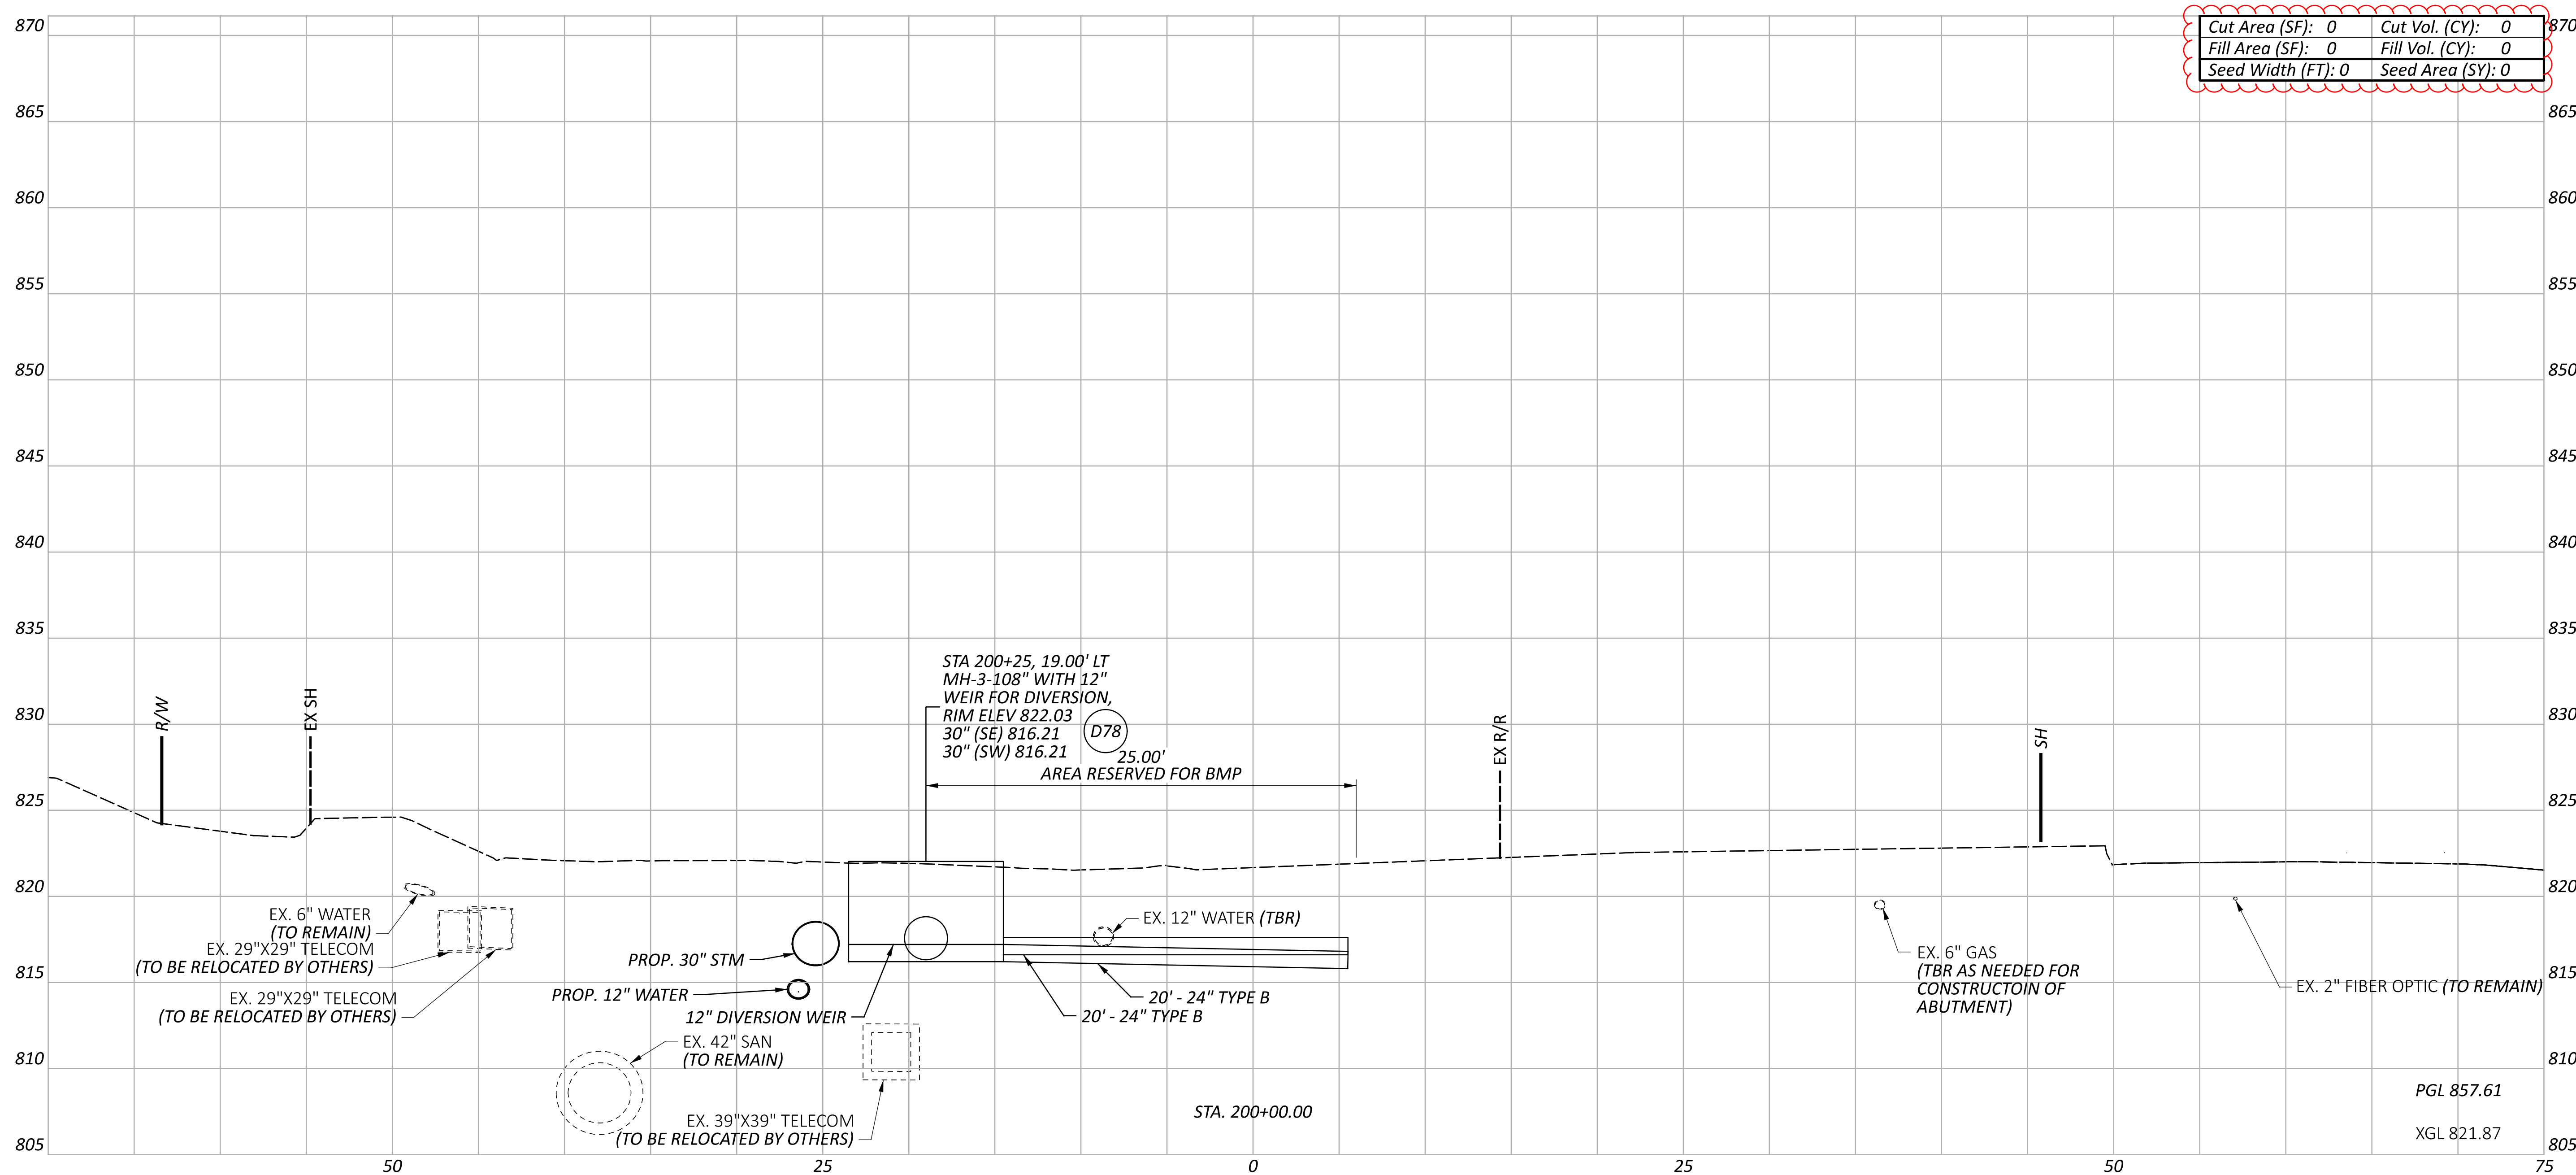 Cut Area (SF): 0 Cut Vol. (CY): 0
Fill Area (SF): 0 Fill Vol. (CY): 0
Seed Width (FT): 0 Seed Area (SY): 0
870 870
865 865
860 860
855 855
850 850
845 845
840 840
835 835
830 830
825 825
820 820
815 815
810 810
805 805
R/W
EX SH
STA 200+25, 19.00' LT
MH-3-108" WITH 12"
WEIR FOR DIVERSION,
RIM ELEV 822.03
30" (SE) 816.21
30" (SW) 816.21
D78
25.00'
AREA RESERVED FOR BMP
EX R/R
SH
EX. 6" WATER
(TO REMAIN)
EX. 29"X29" TELECOM
(TO BE RELOCATED BY OTHERS)
EX. 29"X29" TELECOM
(TO BE RELOCATED BY OTHERS)
PROP. 30" STM
PROP. 12" WATER
12" DIVERSION WEIR
EX. 42" SAN
(TO REMAIN)
EX. 39"X39" TELECOM
(TO BE RELOCATED BY OTHERS)
EX. 12" WATER (TBR)
20' - 24" TYPE B
20' - 24" TYPE B
EX. 6" GAS
(TBR AS NEEDED FOR
CONSTRUCTOIN OF
ABUTMENT)
EX. 2" FIBER OPTIC (TO REMAIN)
STA. 200+00.00
PGL 857.61
XGL 821.87
50 25 0 25 50 75